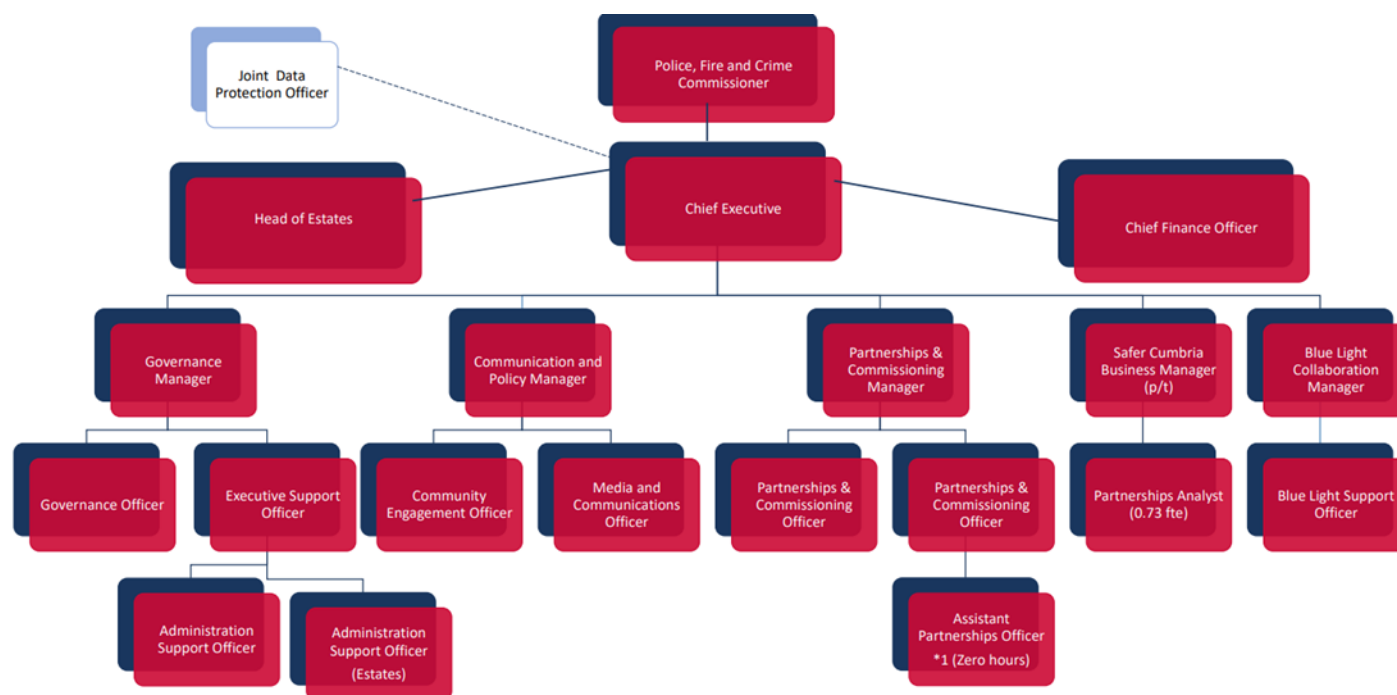 Joint Data
Protection Officer
Police, Fire and Crime
Commissioner
Head of Estates
Chief Executive
Chief Finance Officer
Governance
Manager
Communication and
Policy Manager
Partnerships &
Commissioning
Manager
Safer Cumbria
Business Manager
(p/t)
Blue Light
Collaboration
Manager
Governance Officer
Executive Support
Officer
Community
Engagement Officer
Media and
Communications
Officer
Partnerships &
Commissioning
Officer
Partnerships &
Commissioning
Officer
Partnerships Analyst
(0.73 fte)
Blue Light Support
Officer
Administration
Support Officer
Administration
Support Officer
(Estates)
Assistant
Partnerships Officer
*1 (Zero hours)